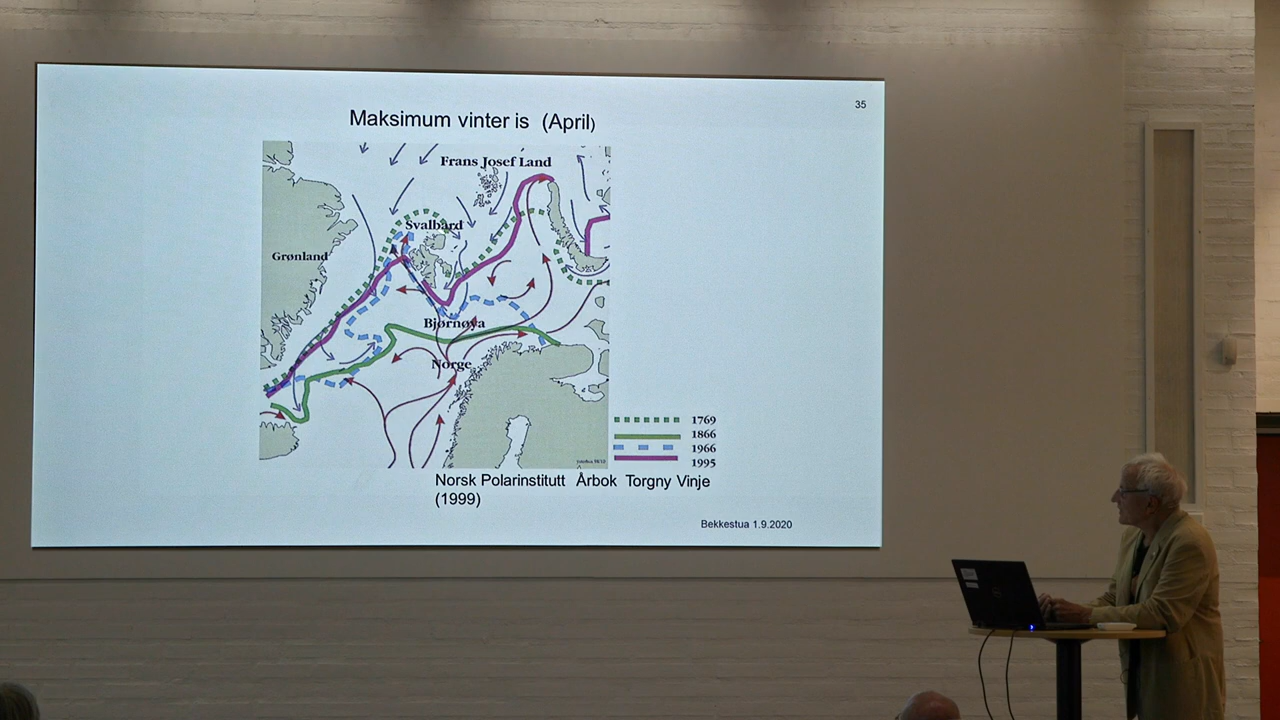 35
Maksimum vinter is (April)
Frans Josef Land
Svalbard
Grønland
Bjørnøya
Norge
1769
1866
1966
1995
Norsk Polarinstitutt Årbok Torgny Vinje
(1999)
Bekkestua 1.9.2020